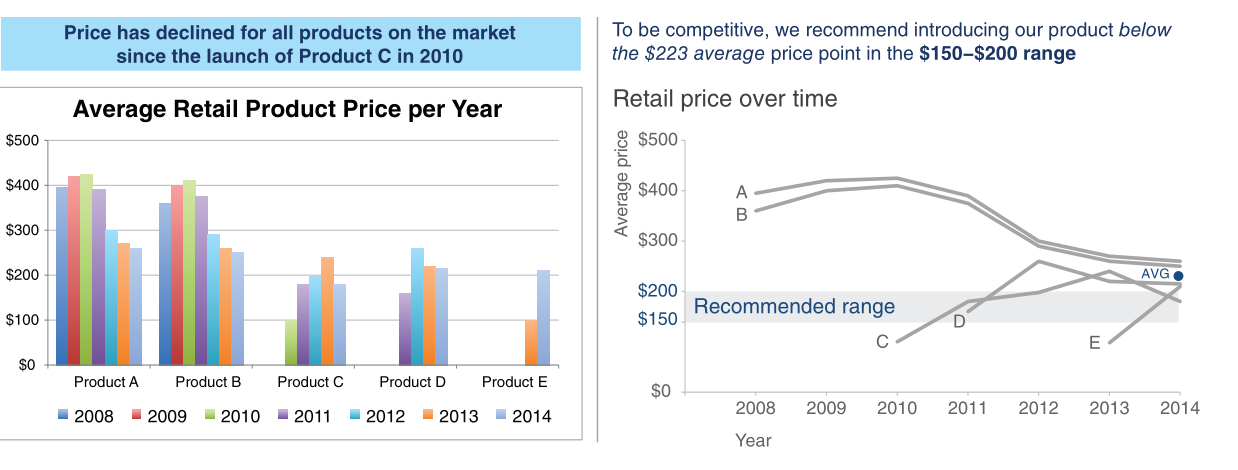 Price has declined for all products on the market
since the launch of Product C in 2010
Average Retail Product Price per Year
$500
$400
$300
$200
$100
$0
Product A
Product B
Product C
Product D
Product E
2008
2009
2010
2011
2012
2013
2014
To be competitive, we recommend introducing our product below
the $223 average price point in the $150–$200 range
Retail price over time
Average price
$500
$400
$300
$200
$150
$0
A
B
AVG
Recommended range
C
D
E
2008
2009
2010
2011
2012
2013
2014
Year